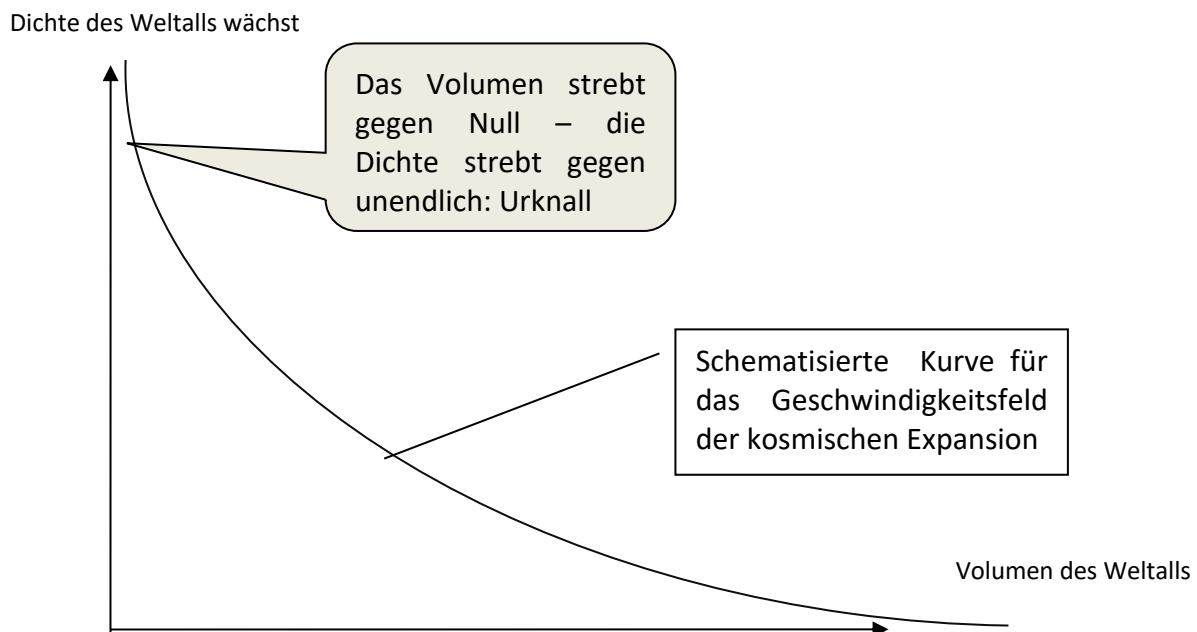 Dichte des Weltalls wächst
Das Volumen strebt
gegen Null – die
Dichte strebt gegen
unendlich: Urknall
Schematisierte Kurve für
das Geschwindigkeitsfeld
der kosmischen Expansion
Volumen des Weltalls